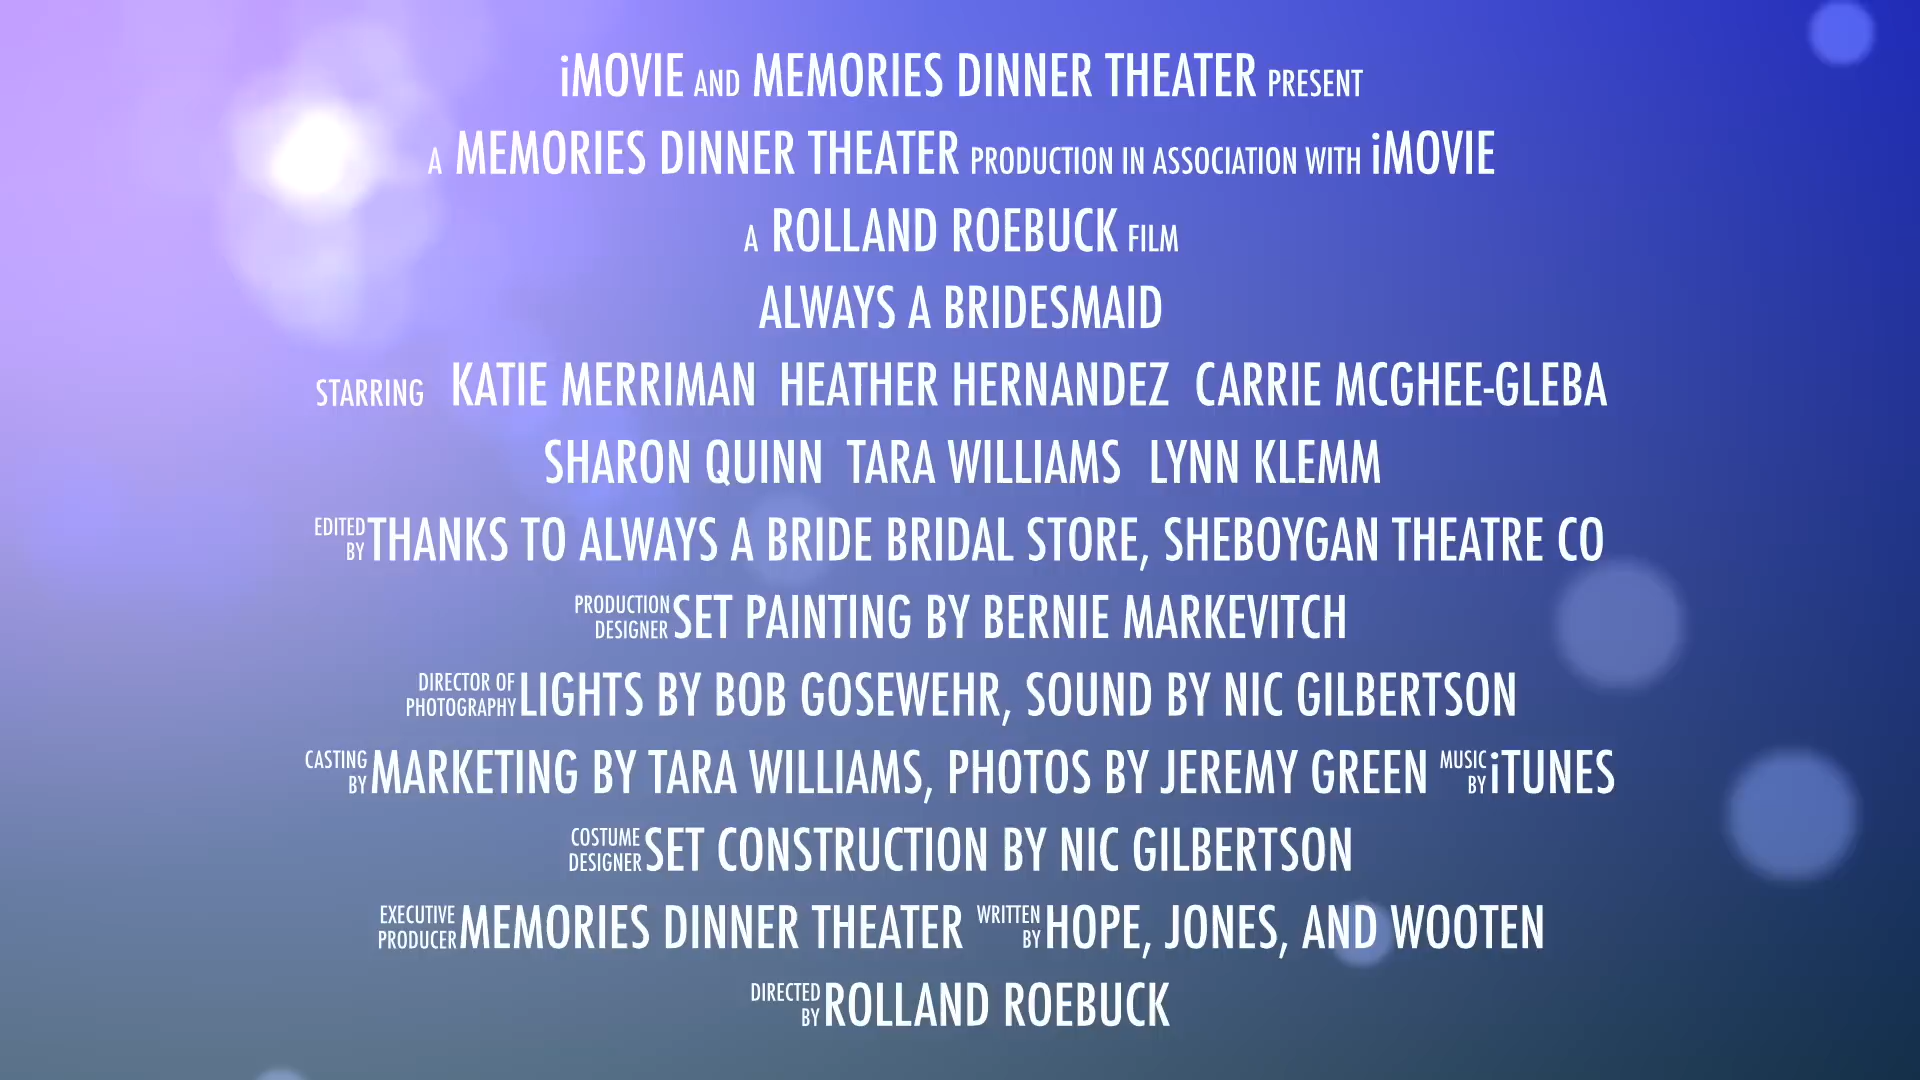 iMOVIE AND MEMORIES DINNER THEATER PRESENT
A MEMORIES DINNER THEATER PRODUCTION IN ASSOCIATION WITH iMOVIE
A ROLLAND ROEBUCK FILM
ALWAYS A BRIDESMAID
STARRING KATIE MERRIMAN HEATHER HERNANDEZ CARRIE MCGHEE-GLEBA
SHARON QUINN TARA WILLIAMS LYNN KLEMM
EDITED BY THANKS TO ALWAYS A BRIDE BRIDAL STORE, SHEBOYGAN THEATRE CO
PRODUCTION DESIGNER SET PAINTING BY BERNIE MARKEVITCH
DIRECTOR OF PHOTOGRAPHY LIGHTS BY BOB GOSEWEHR, SOUND BY NIC GILBERTSON
CASTING BY MARKETING BY TARA WILLIAMS, PHOTOS BY JEREMY GREEN MUSIC BY iTUNES
COSTUME DESIGNER SET CONSTRUCTION BY NIC GILBERTSON
EXECUTIVE PRODUCER MEMORIES DINNER THEATER WRITTEN BY HOPE, JONES, AND WOOTEN
DIRECTED BY ROLLAND ROEBUCK